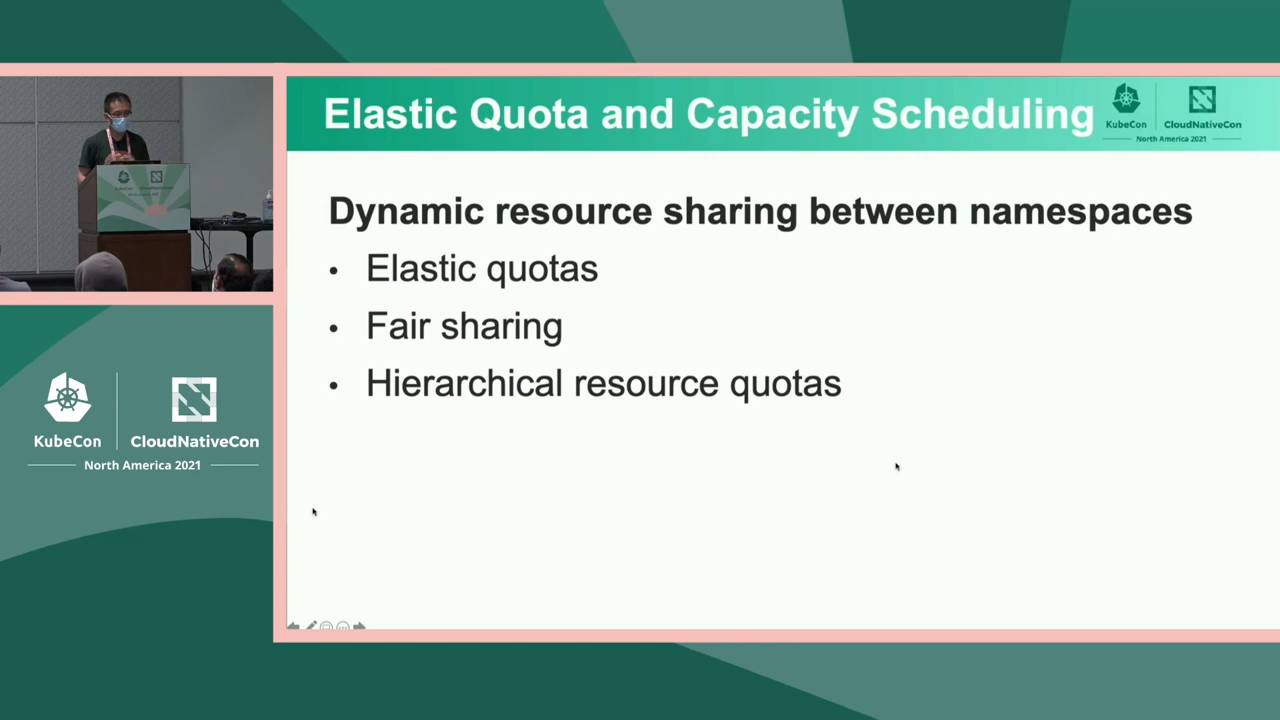 Elastic Quota and Capacity Scheduling
KubeCon
CloudNativeCon
North America 2021
Dynamic resource sharing between namespaces
• Elastic quotas
• Fair sharing
• Hierarchical resource quotas
KubeCon
CloudNativeCon
North America 2021